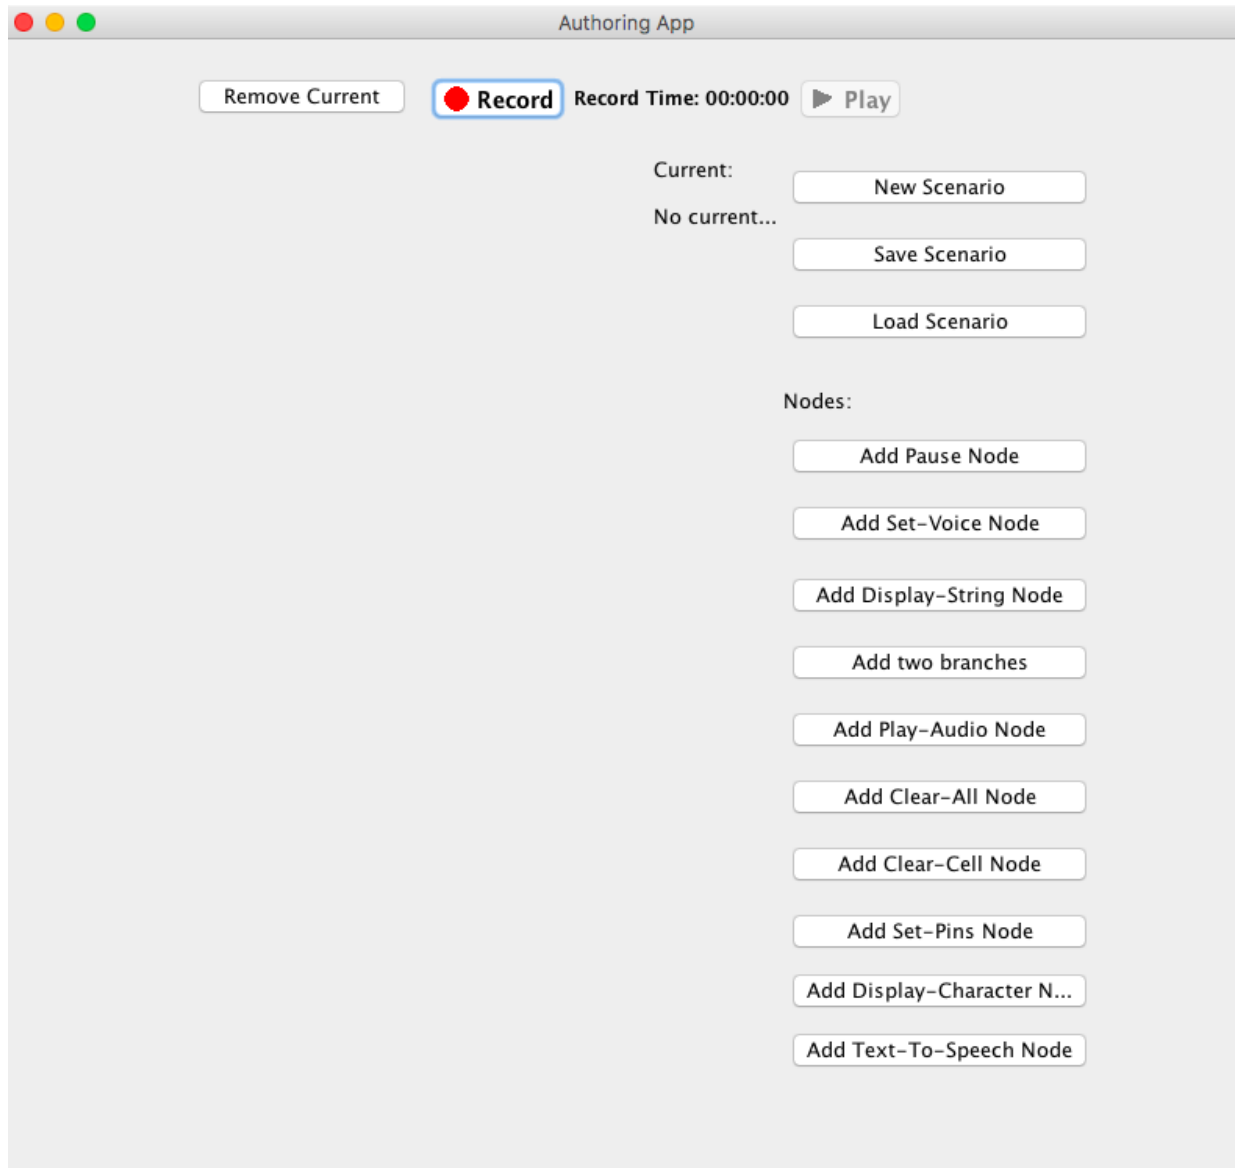 Authoring App
Remove Current
Record
Record Time: 00:00:00
Play
Current:
New Scenario
No current...
Save Scenario
Load Scenario
Nodes:
Add Pause Node
Add Set-Voice Node
Add Display-String Node
Add two branches
Add Play-Audio Node
Add Clear-All Node
Add Clear-Cell Node
Add Set-Pins Node
Add Display-Character N...
Add Text-To-Speech Node